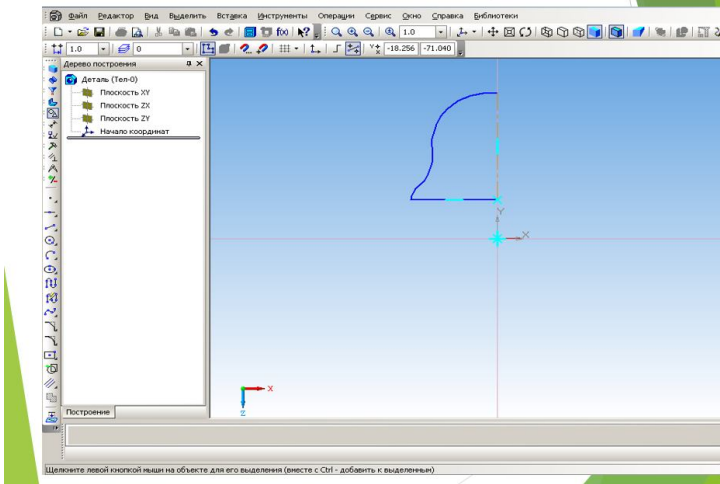 Файл Редактор Вид Выделить Вставка Инструменты Операции Сервис Окно Справка Библиотеки
f(x) 1.0
1.0 0 -18.256 -71.040
Дерево построения
Деталь (Тел-0)
Плоскость XY
Плоскость ZX
Плоскость ZY
Начало координат
Y
X
X
Z
Построение
Щелкните левой кнопкой мыши на объекте для его выделения (вместе с Ctrl - добавить к выделенным)